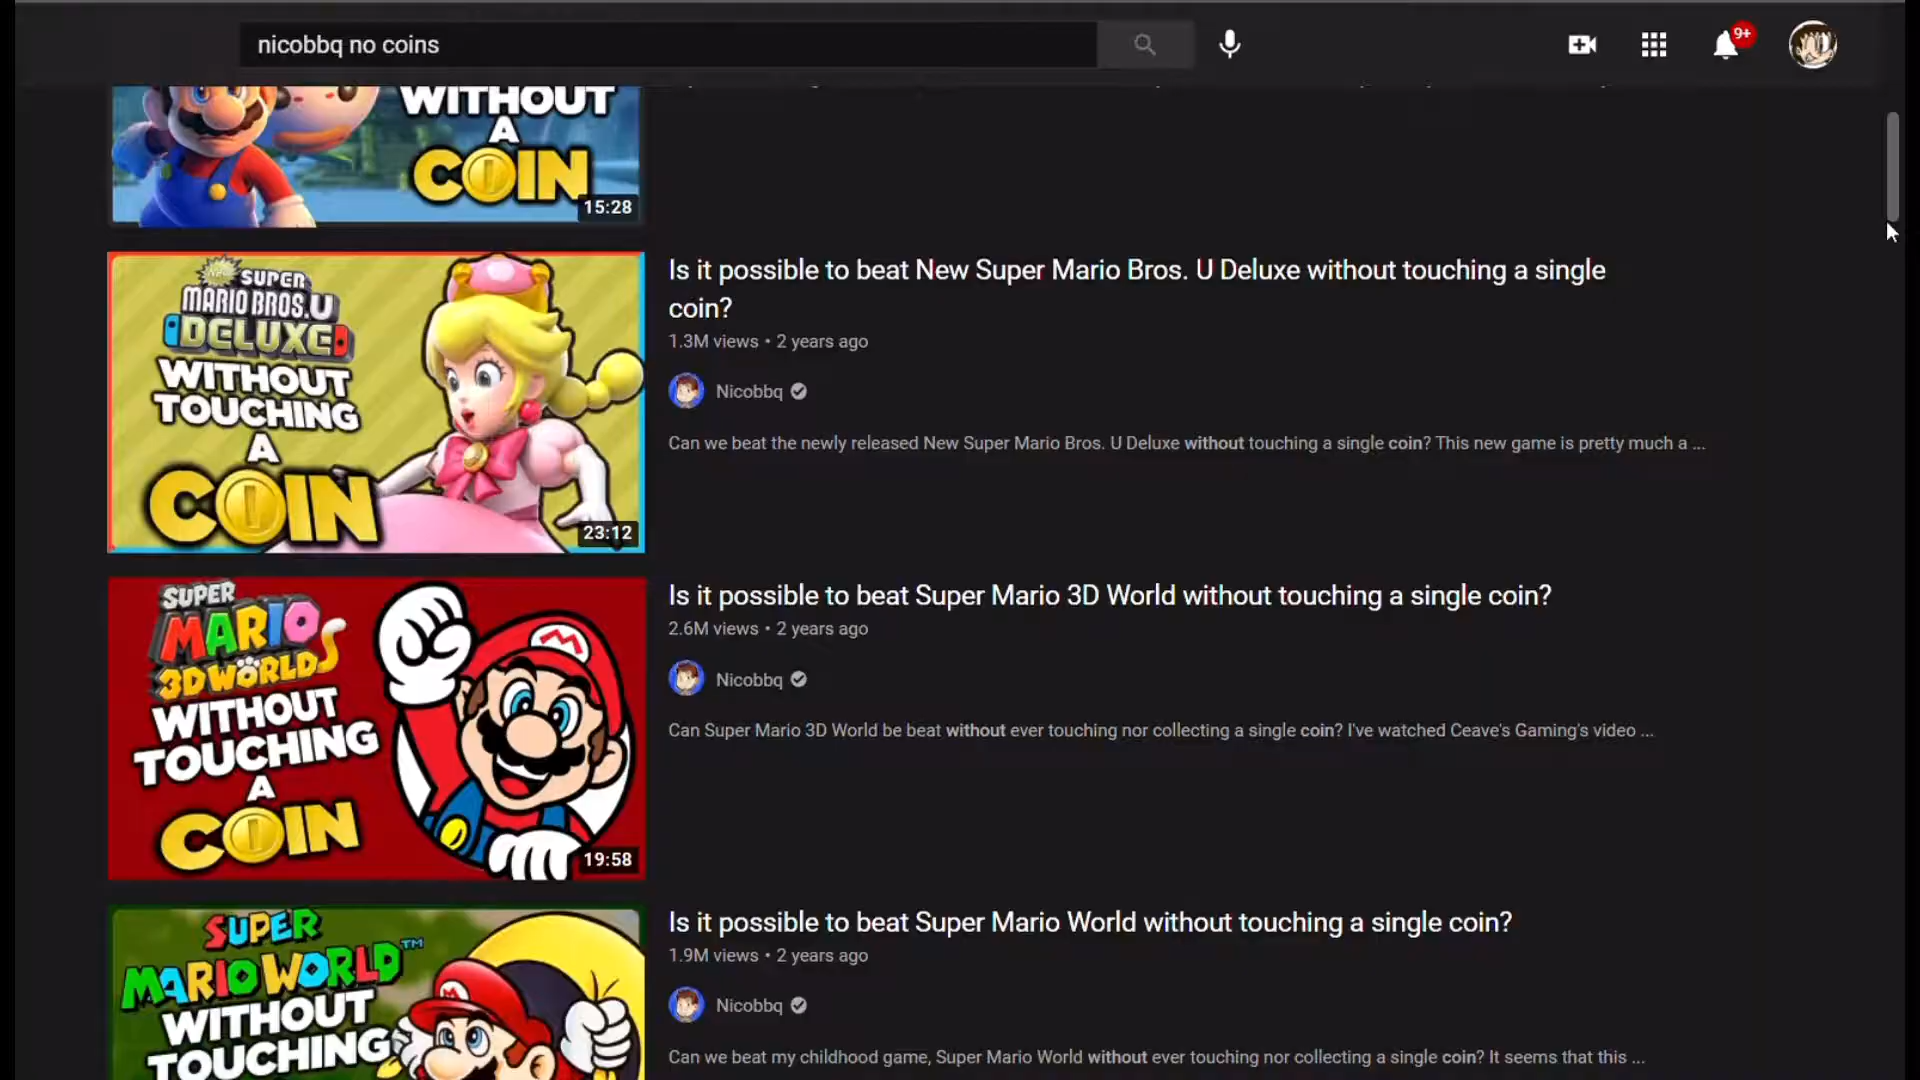 nicobbq no coins
9+
WITHOUT
A
COIN
15:28
NEW
SUPER
MARIO BROS. U
DELUXE
WITHOUT
TOUCHING
A
COIN
23:12
Is it possible to beat New Super Mario Bros. U Deluxe without touching a single
coin?
1.3M views • 2 years ago
Nicobbq
Can we beat the newly released New Super Mario Bros. U Deluxe without touching a single coin? This new game is pretty much a ...
SUPER
MARIO
3D WORLD
WITHOUT
TOUCHING
A
COIN
M
19:58
Is it possible to beat Super Mario 3D World without touching a single coin?
2.6M views • 2 years ago
Nicobbq
Can Super Mario 3D World be beat without ever touching nor collecting a single coin? I've watched Ceave's Gaming's video ...
SUPER
MARIO WORLD™
WITHOUT
TOUCHING
M
Is it possible to beat Super Mario World without touching a single coin?
1.9M views • 2 years ago
Nicobbq
Can we beat my childhood game, Super Mario World without ever touching nor collecting a single coin? It seems that this ...